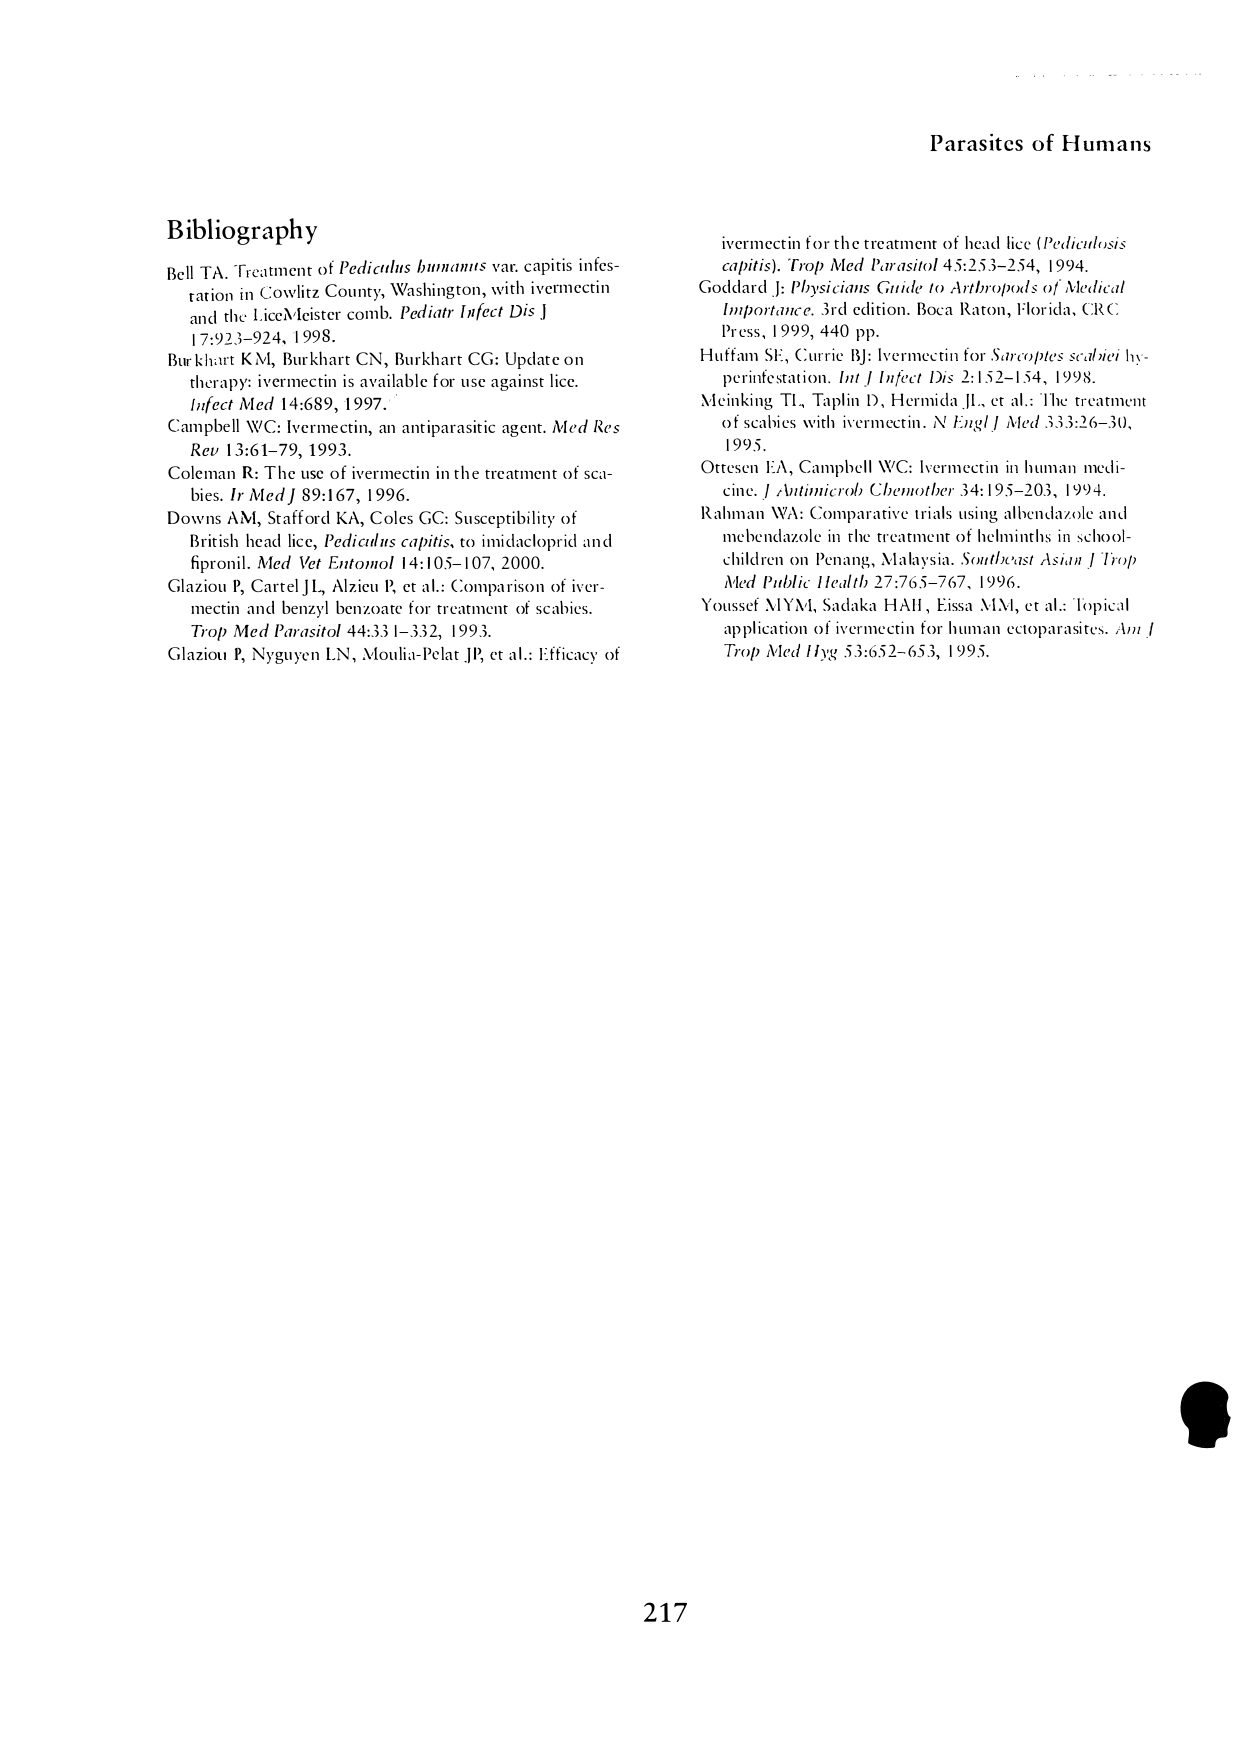 Parasites of Humans
Bibliography
Bell TA. Treatment of Pediculus humanus var. capitis infes-
tation in Cowlitz County, Washington, with ivermectin
and the LiceMeister comb. Pediatr Infect Dis J
17:923–924, 1998.
Burkhart KM, Burkhart CN, Burkhart CG: Update on
therapy: ivermectin is available for use against lice.
Infect Med 14:689, 1997.
Campbell WC: Ivermectin, an antiparasitic agent. Med Res
Rev 13:61–79, 1993.
Coleman R: The use of ivermectin in the treatment of sca-
bies. Ir Med J 89:167, 1996.
Downs AM, Stafford KA, Coles GC: Susceptibility of
British head lice, Pediculus capitis, to imidacloprid and
fipronil. Med Vet Entomol 14:105–107, 2000.
Glaziou P, Cartel JL, Alzieu P, et al.: Comparison of iver-
mectin and benzyl benzoate for treatment of scabies.
Trop Med Parasitol 44:331–332, 1993.
Glaziou P, Nyguyen LN, Moulia-Pelat JP, et al.: Efficacy of
ivermectin for the treatment of head lice (Pediculosis
capitis). Trop Med Parasitol 45:253–254, 1994.
Goddard J: Physicians Guide to Arthropods of Medical
Importance. 3rd edition. Boca Raton, Florida, CRC
Press, 1999, 440 pp.
Huffam SE, Currie BJ: Ivermectin for Sarcoptes scabiei hy-
perinfestation. Int J Infect Dis 2:152–154, 1998.
Meinking TL, Taplin D, Hermida JL, et al.: The treatment
of scabies with ivermectin. N Engl J Med 333:26–30,
1995.
Ottesen EA, Campbell WC: Ivermectin in human medi-
cine. J Antimicrob Chemother 34:195–203, 1994.
Rahman WA: Comparative trials using albendazole and
mebendazole in the treatment of helminths in school-
children on Penang, Malaysia. Southeast Asian J Trop
Med Public Health 27:765–767, 1996.
Youssef MYM, Sadaka HAH, Eissa MM, et al.: Topical
application of ivermectin for human ectoparasites. Am J
Trop Med Hyg 53:652–653, 1995.
217